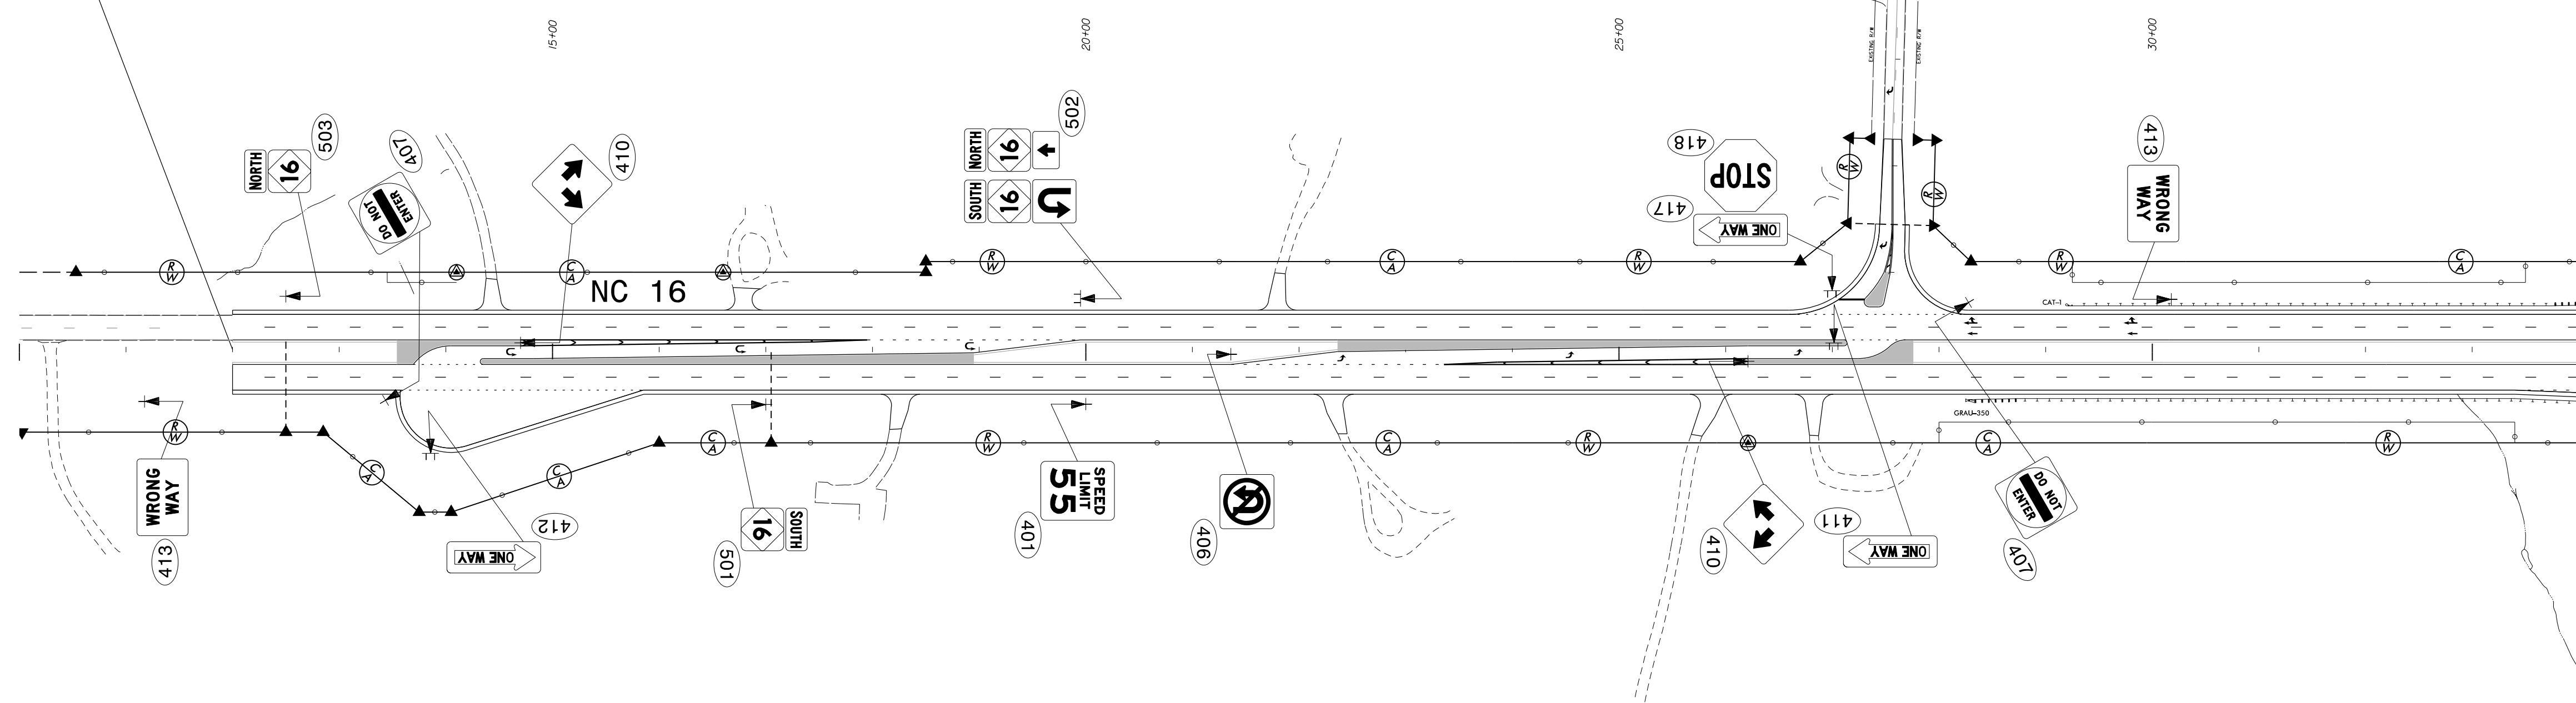 15+00
20+00
25+00
30+00
EXISTING R/W
EXISTING R/W
503
NORTH
16
407
DO NOT
ENTER
410
502
NORTH
16
SOUTH
16
418
STOP
417
ONE WAY
413
WRONG
WAY
R/W
R/W
R/W
C/A
R/W
C/A
R/W
R/W
C/A
NC 16
CAT-1
GRAU-350
R/W
C/A
C/A
C/A
R/W
C/A
R/W
C/A
R/W
WRONG
WAY
413
412
ONE WAY
501
16
SOUTH
401
SPEED
LIMIT
55
406
410
411
ONE WAY
DO NOT
ENTER
407